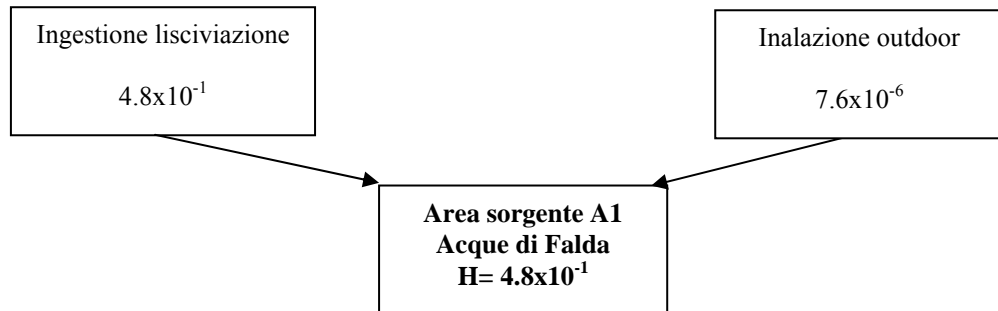 Ingestione lisciviazione
4.8x10⁻¹
Inalazione outdoor
7.6x10⁻⁶
Area sorgente A1
Acque di Falda
H= 4.8x10⁻¹